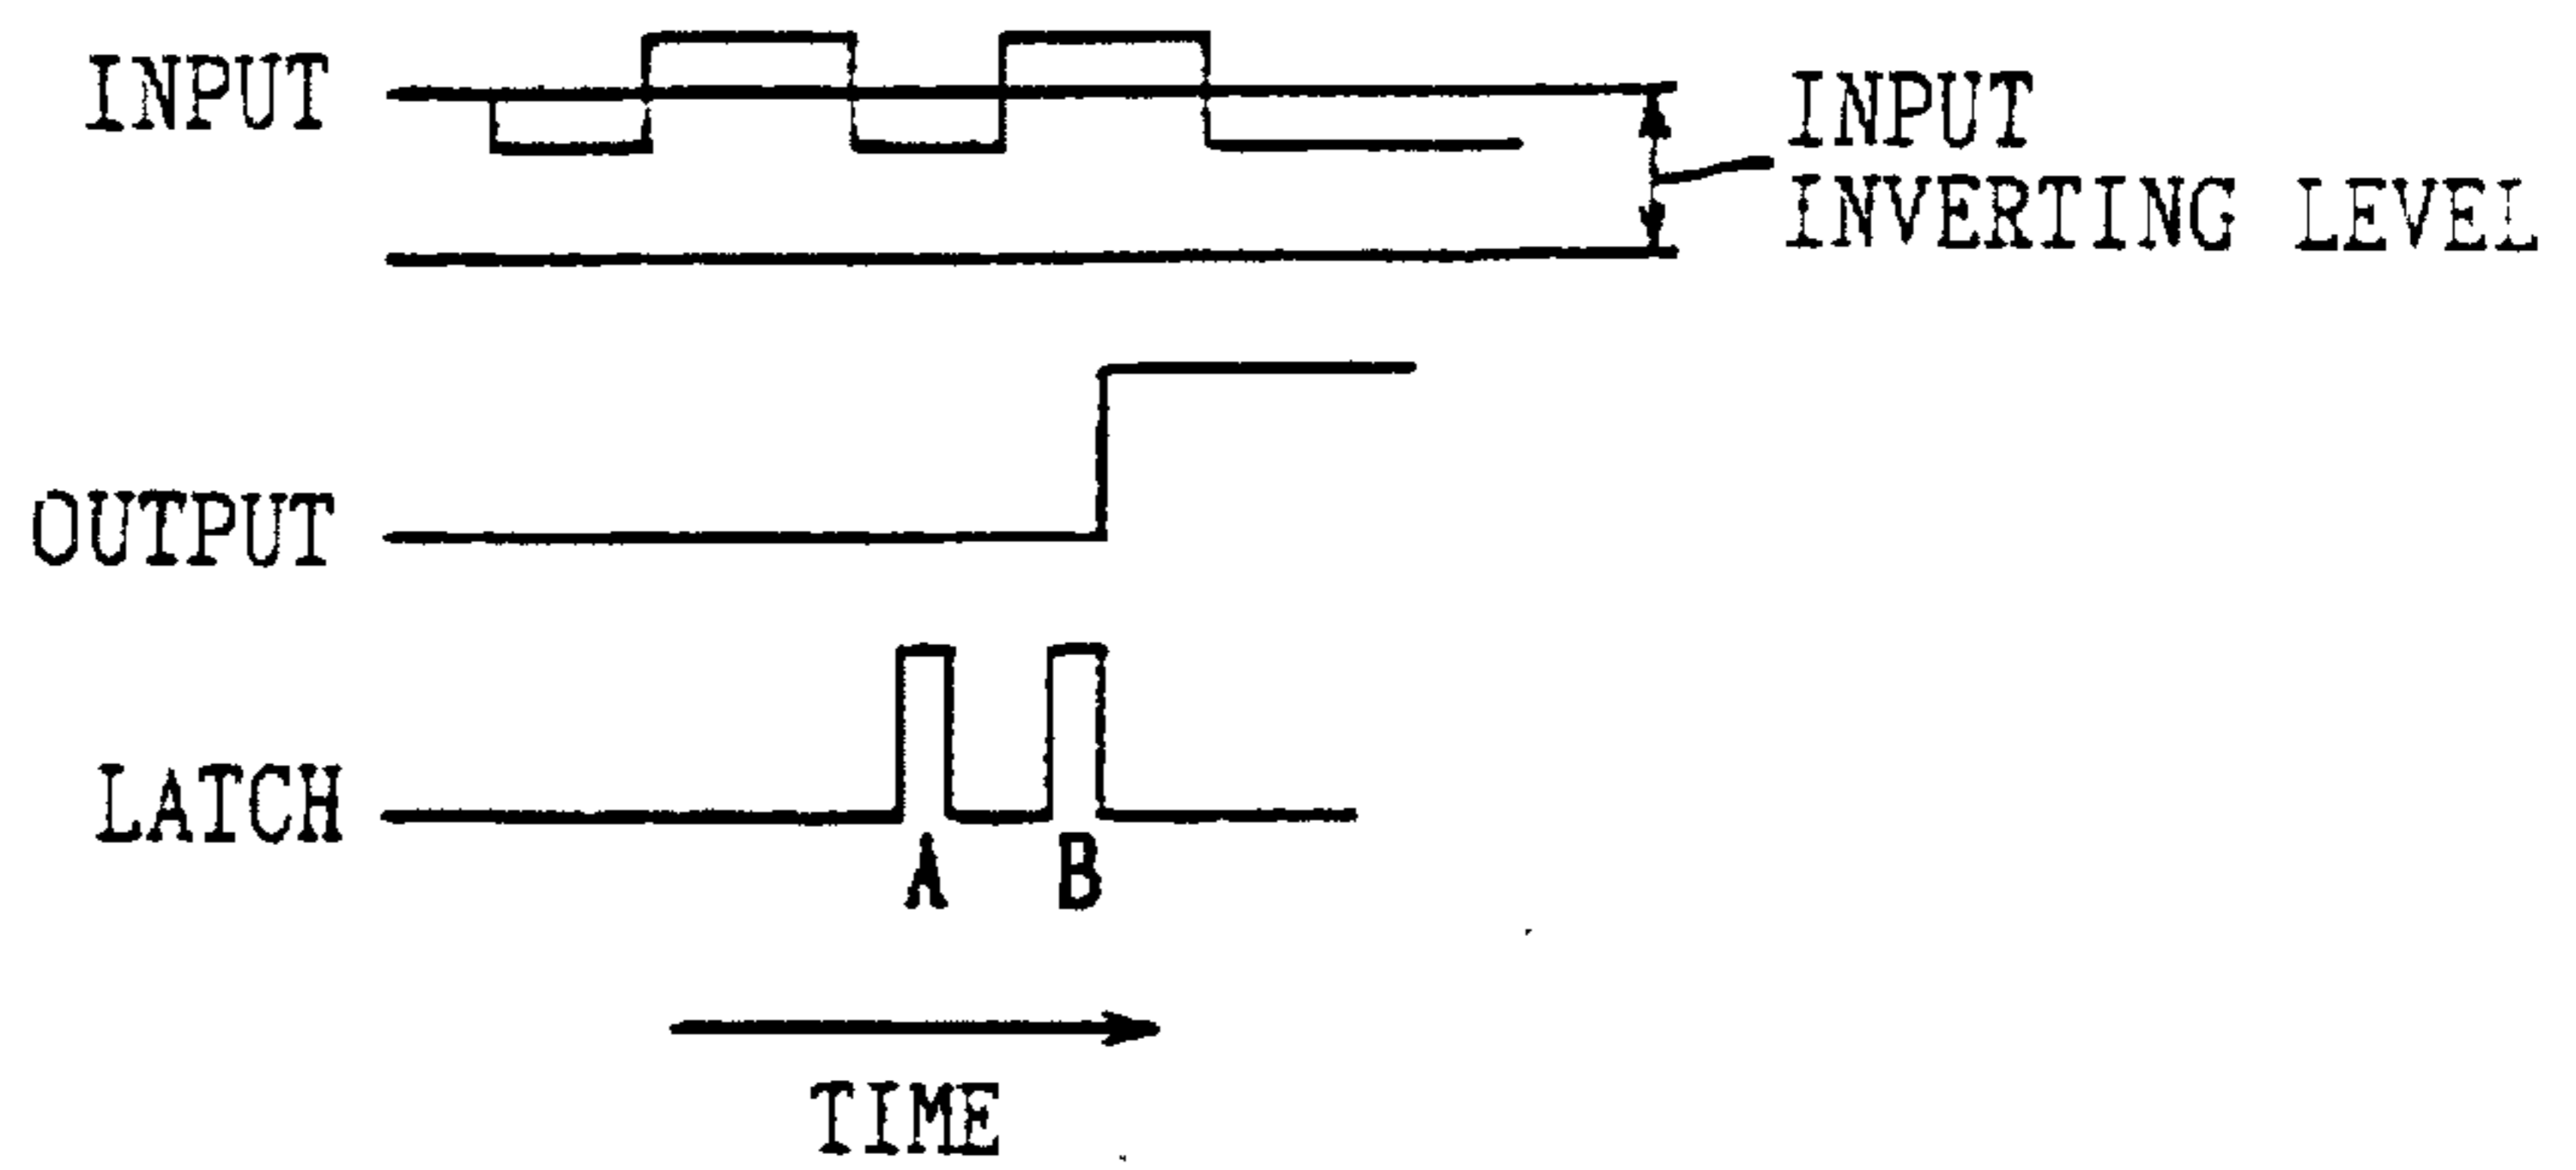 INPUT
INPUT
INVERTING LEVEL
OUTPUT
LATCH
A
B
TIME